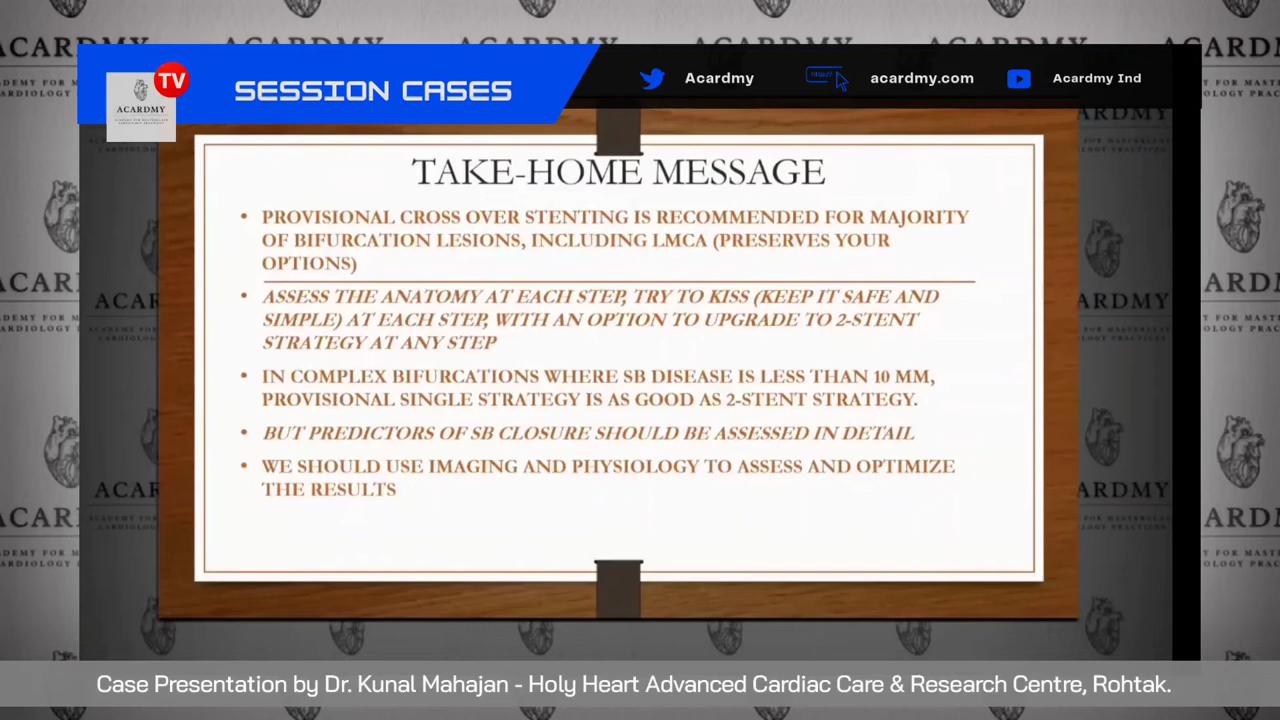 TV
ACARDMY
SESSION CASES
Acardmy
acardmy.com
Acardmy Ind
TAKE-HOME MESSAGE
• PROVISIONAL CROSS OVER STENTING IS RECOMMENDED FOR MAJORITY
OF BIFURCATION LESIONS, INCLUDING LMCA (PRESERVES YOUR
OPTIONS)
• ASSESS THE ANATOMY AT EACH STEP, TRY TO KISS (KEEP IT SAFE AND
SIMPLE) AT EACH STEP, WITH AN OPTION TO UPGRADE TO 2-STENT
STRATEGY AT ANY STEP
• IN COMPLEX BIFURCATIONS WHERE SB DISEASE IS LESS THAN 10 MM,
PROVISIONAL SINGLE STRATEGY IS AS GOOD AS 2-STENT STRATEGY.
• BUT PREDICTORS OF SB CLOSURE SHOULD BE ASSESSED IN DETAIL
• WE SHOULD USE IMAGING AND PHYSIOLOGY TO ASSESS AND OPTIMIZE
THE RESULTS
Case Presentation by Dr. Kunal Mahajan - Holy Heart Advanced Cardiac Care & Research Centre, Rohtak.